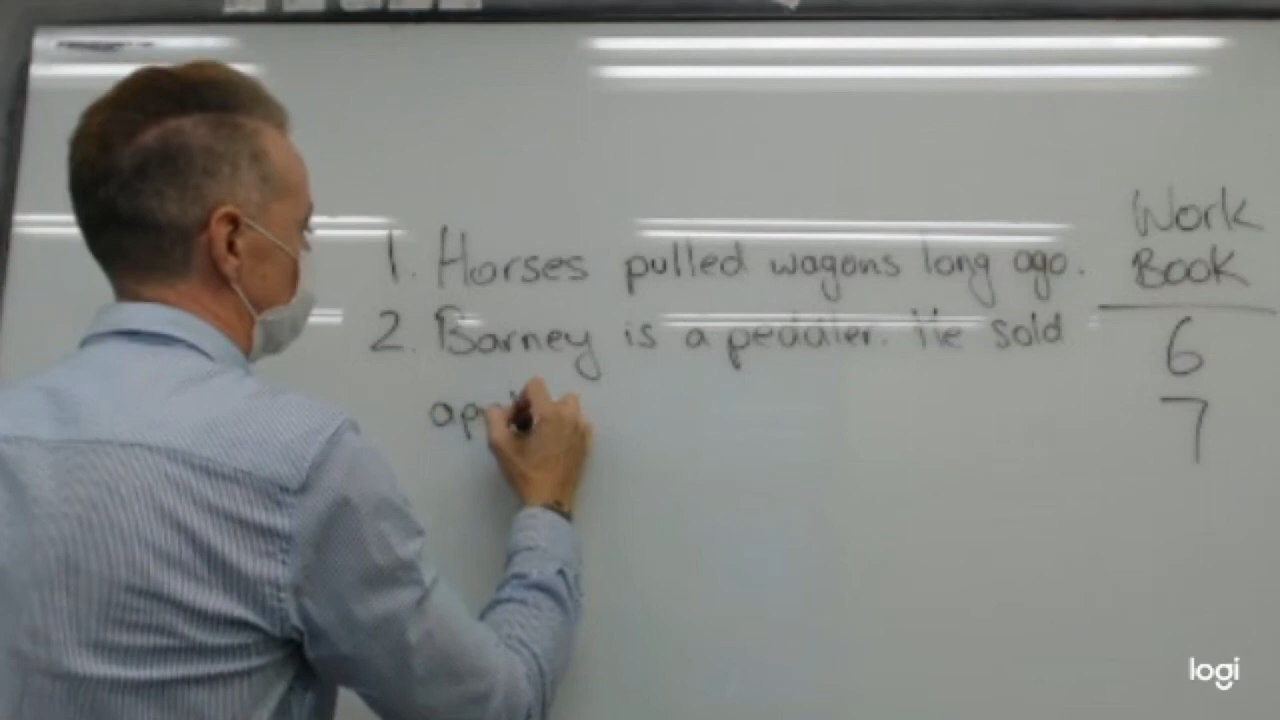 1. Horses pulled wagons long ago.
2. Barney is a peddler. He sold
Work
Book
6
7
logi